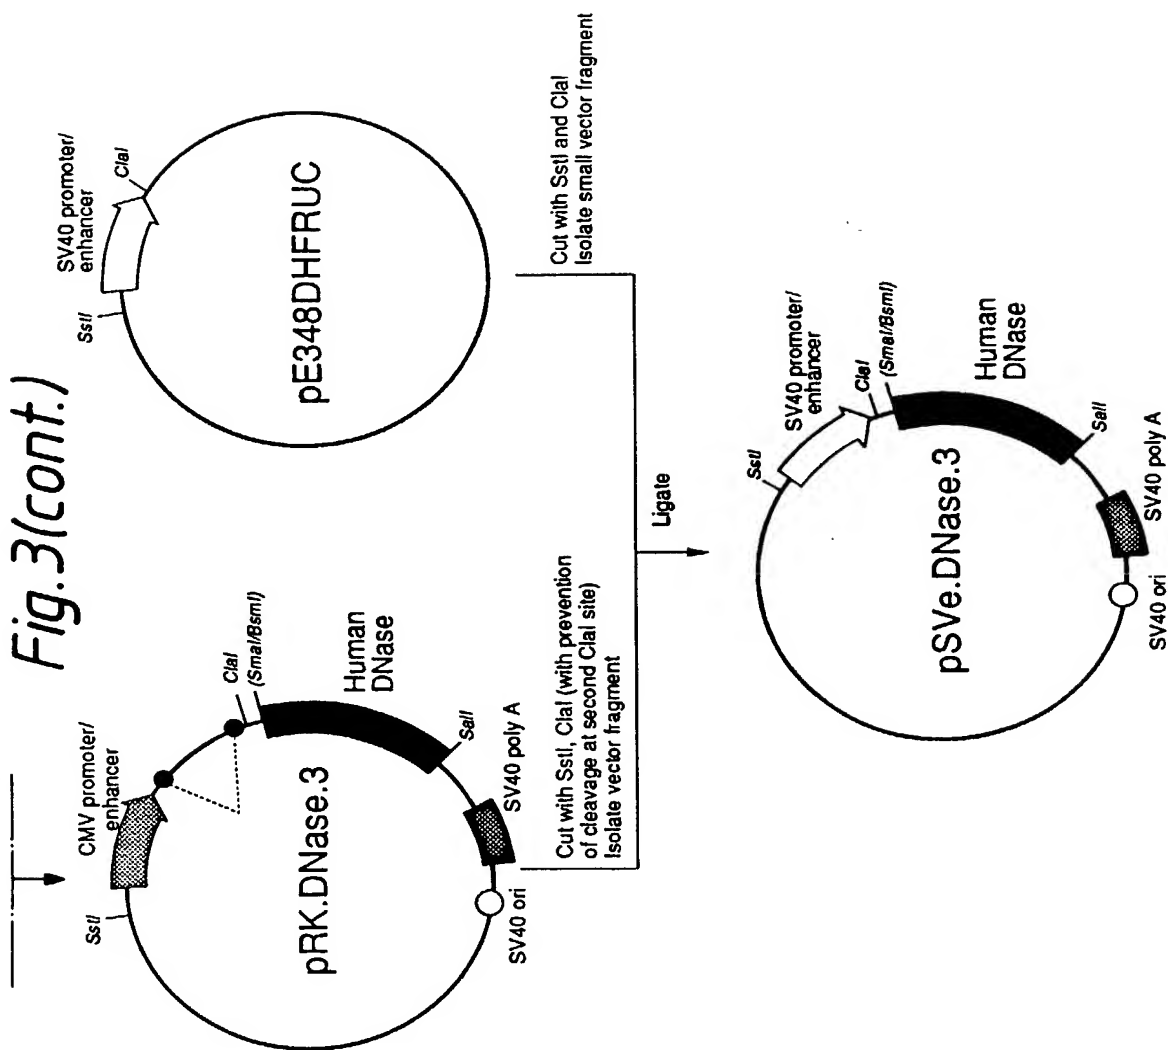 Fig.3(cont.)
SstI
CMV promoter/
enhancer
ClaI
(SmaI/BsmI)
pRK.DNase.3
Human
DNase
SalI
SV40 poly A
SV40 ori
SstI
SV40 promoter/
enhancer
ClaI
pE348DHFRUC
Cut with SstI, ClaI (with prevention
of cleavage at second ClaI site)
Isolate vector fragment
Cut with SstI and ClaI
Isolate small vector fragment
Ligate
SstI
SV40 promoter/
enhancer
ClaI
(SmaI/BsmI)
pSVe.DNase.3
Human
DNase
SalI
SV40 poly A
SV40 ori